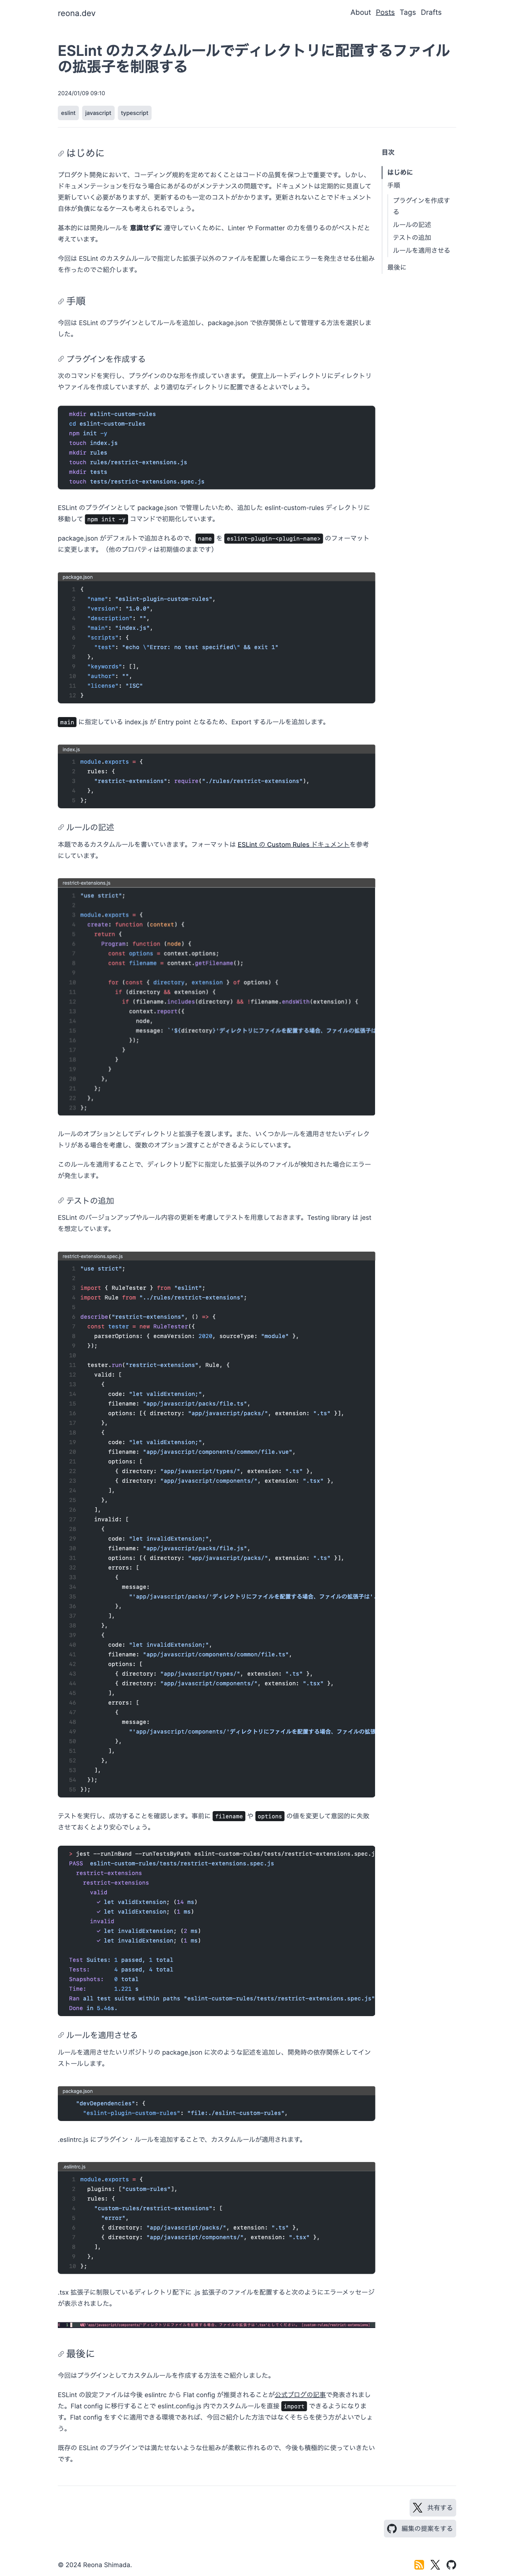 reona.dev
About Posts Tags Drafts
ESLint のカスタムルールでディレクトリに配置するファイル
の拡張子を制限する
2024/01/09 09:10
eslint javascript typescript
はじめに
プロダクト開発において、コーディング規約を定めておくことはコードの品質を保つ上で重要です。しかし、
ドキュメンテーションを行なう場合にあがるのがメンテナンスの問題です。ドキュメントは定期的に見直して
更新していく必要がありますが、更新するのも一定のコストがかかります。更新されないことでドキュメント
自体が負債になるケースも考えられるでしょう。
基本的には開発ルールを 意識せずに 遵守していくために、Linter や Formatter の力を借りるのがベストだと
考えています。
今回は ESLint のカスタムルールで指定した拡張子以外のファイルを配置した場合にエラーを発生させる仕組み
を作ったのでご紹介します。
目次
はじめに
手順
プラグインを作成す
る
ルールの記述
テストの追加
ルールを適用させる
最後に
手順
今回は ESLint のプラグインとしてルールを追加し、package.json で依存関係として管理する方法を選択しま
した。
プラグインを作成する
次のコマンドを実行し、プラグインのひな形を作成していきます。 便宜上ルートディレクトリにディレクトリ
やファイルを作成していますが、より適切なディレクトリに配置できるとよいでしょう。
mkdir eslint-custom-rules
cd eslint-custom-rules
npm init -y
touch index.js
mkdir rules
touch rules/restrict-extensions.js
mkdir tests
touch tests/restrict-extensions.spec.js
ESLint のプラグインとして package.json で管理したいため、追加した eslint-custom-rules ディレクトリに
移動して npm init -y コマンドで初期化しています。
package.json がデフォルトで追加されるので、 name を eslint-plugin-<plugin-name> のフォーマット
に変更します。（他のプロパティは初期値のままです）
package.json
1 {
2 "name": "eslint-plugin-custom-rules",
3 "version": "1.0.0",
4 "description": "",
5 "main": "index.js",
6 "scripts": {
7 "test": "echo \"Error: no test specified\" && exit 1"
8 },
9 "keywords": [],
10 "author": "",
11 "license": "ISC"
12 }
main に指定している index.js が Entry point となるため、Export するルールを追加します。
index.js
1 module.exports = {
2 rules: {
3 "restrict-extensions": require("./rules/restrict-extensions"),
4 },
5 };
ルールの記述
本題であるカスタムルールを書いていきます。フォーマットは ESLint の Custom Rules ドキュメントを参考
にしています。
restrict-extensions.js
1 "use strict";
2
3 module.exports = {
4 create: function (context) {
5 return {
6 Program: function (node) {
7 const options = context.options;
8 const filename = context.getFilename();
9
10 for (const { directory, extension } of options) {
11 if (directory && extension) {
12 if (filename.includes(directory) && !filename.endsWith(extension)) {
13 context.report({
14 node,
15 message: `'${directory}'ディレクトリにファイルを配置する場合、ファイルの拡張子は
16 });
17 }
18 }
19 }
20 },
21 };
22 },
23 };
ルールのオプションとしてディレクトリと拡張子を渡します。また、いくつかルールを適用させたいディレク
トリがある場合を考慮し、複数のオプション渡すことができるようにしています。
このルールを適用することで、ディレクトリ配下に指定した拡張子以外のファイルが検知された場合にエラー
が発生します。
テストの追加
ESLint のバージョンアップやルール内容の更新を考慮してテストを用意しておきます。Testing library は jest
を想定しています。
restrict-extensions.spec.js
1 "use strict";
2
3 import { RuleTester } from "eslint";
4 import Rule from "../rules/restrict-extensions";
5
6 describe("restrict-extensions", () => {
7 const tester = new RuleTester({
8 parserOptions: { ecmaVersion: 2020, sourceType: "module" },
9 });
10
11 tester.run("restrict-extensions", Rule, {
12 valid: [
13 {
14 code: "let validExtension;",
15 filename: "app/javascript/packs/file.ts",
16 options: [{ directory: "app/javascript/packs/", extension: ".ts" }],
17 },
18 {
19 code: "let validExtension;",
20 filename: "app/javascript/components/common/file.vue",
21 options: [
22 { directory: "app/javascript/types/", extension: ".ts" },
23 { directory: "app/javascript/components/", extension: ".tsx" },
24 ],
25 },
26 ],
27 invalid: [
28 {
29 code: "let invalidExtension;",
30 filename: "app/javascript/packs/file.js",
31 options: [{ directory: "app/javascript/packs/", extension: ".ts" }],
32 errors: [
33 {
34 message:
35 "'app/javascript/packs/'ディレクトリにファイルを配置する場合、ファイルの拡張子は'.
36 },
37 ],
38 },
39 {
40 code: "let invalidExtension;",
41 filename: "app/javascript/components/common/file.ts",
42 options: [
43 { directory: "app/javascript/types/", extension: ".ts" },
44 { directory: "app/javascript/components/", extension: ".tsx" },
45 ],
46 errors: [
47 {
48 message:
49 "'app/javascript/components/'ディレクトリにファイルを配置する場合、ファイルの拡張
50 },
51 ],
52 },
53 ],
54 });
55 });
テストを実行し、成功することを確認します。事前に filename や options の値を変更して意図的に失敗
させておくとより安心でしょう。
> jest --runInBand --runTestsByPath eslint-custom-rules/tests/restrict-extensions.spec.j
PASS eslint-custom-rules/tests/restrict-extensions.spec.js
restrict-extensions
restrict-extensions
valid
✓ let validExtension; (14 ms)
✓ let validExtension; (1 ms)
invalid
✓ let invalidExtension; (2 ms)
✓ let invalidExtension; (1 ms)
Test Suites: 1 passed, 1 total
Tests: 4 passed, 4 total
Snapshots: 0 total
Time: 1.221 s
Ran all test suites within paths "eslint-custom-rules/tests/restrict-extensions.spec.js"
Done in 5.46s.
ルールを適用させる
ルールを適用させたいリポジトリの package.json に次のような記述を追加し、開発時の依存関係としてイン
ストールします。
package.json
"devDependencies": {
"eslint-plugin-custom-rules": "file:./eslint-custom-rules",
.eslintrc.js にプラグイン・ルールを追加することで、カスタムルールが適用されます。
.eslintrc.js
1 module.exports = {
2 plugins: ["custom-rules"],
3 rules: {
4 "custom-rules/restrict-extensions": [
5 "error",
6 { directory: "app/javascript/packs/", extension: ".ts" },
7 { directory: "app/javascript/components/", extension: ".tsx" },
8 ],
9 },
10 };
.tsx 拡張子に制限しているディレクトリ配下に .js 拡張子のファイルを配置すると次のようにエラーメッセージ
が表示されました。
最後に
今回はプラグインとしてカスタムルールを作成する方法をご紹介しました。
ESLint の設定ファイルは今後 eslintrc から Flat config が推奨されることが公式ブログの記事で発表されまし
た。Flat config に移行することで eslint.config.js 内でカスタムルールを直接 import できるようになりま
す。Flat config をすぐに適用できる環境であれば、今回ご紹介した方法ではなくそちらを使う方がよいでしょ
う。
既存の ESLint のプラグインでは満たせないような仕組みが柔軟に作れるので、今後も積極的に使っていきたい
です。
共有する
編集の提案をする
© 2024 Reona Shimada.